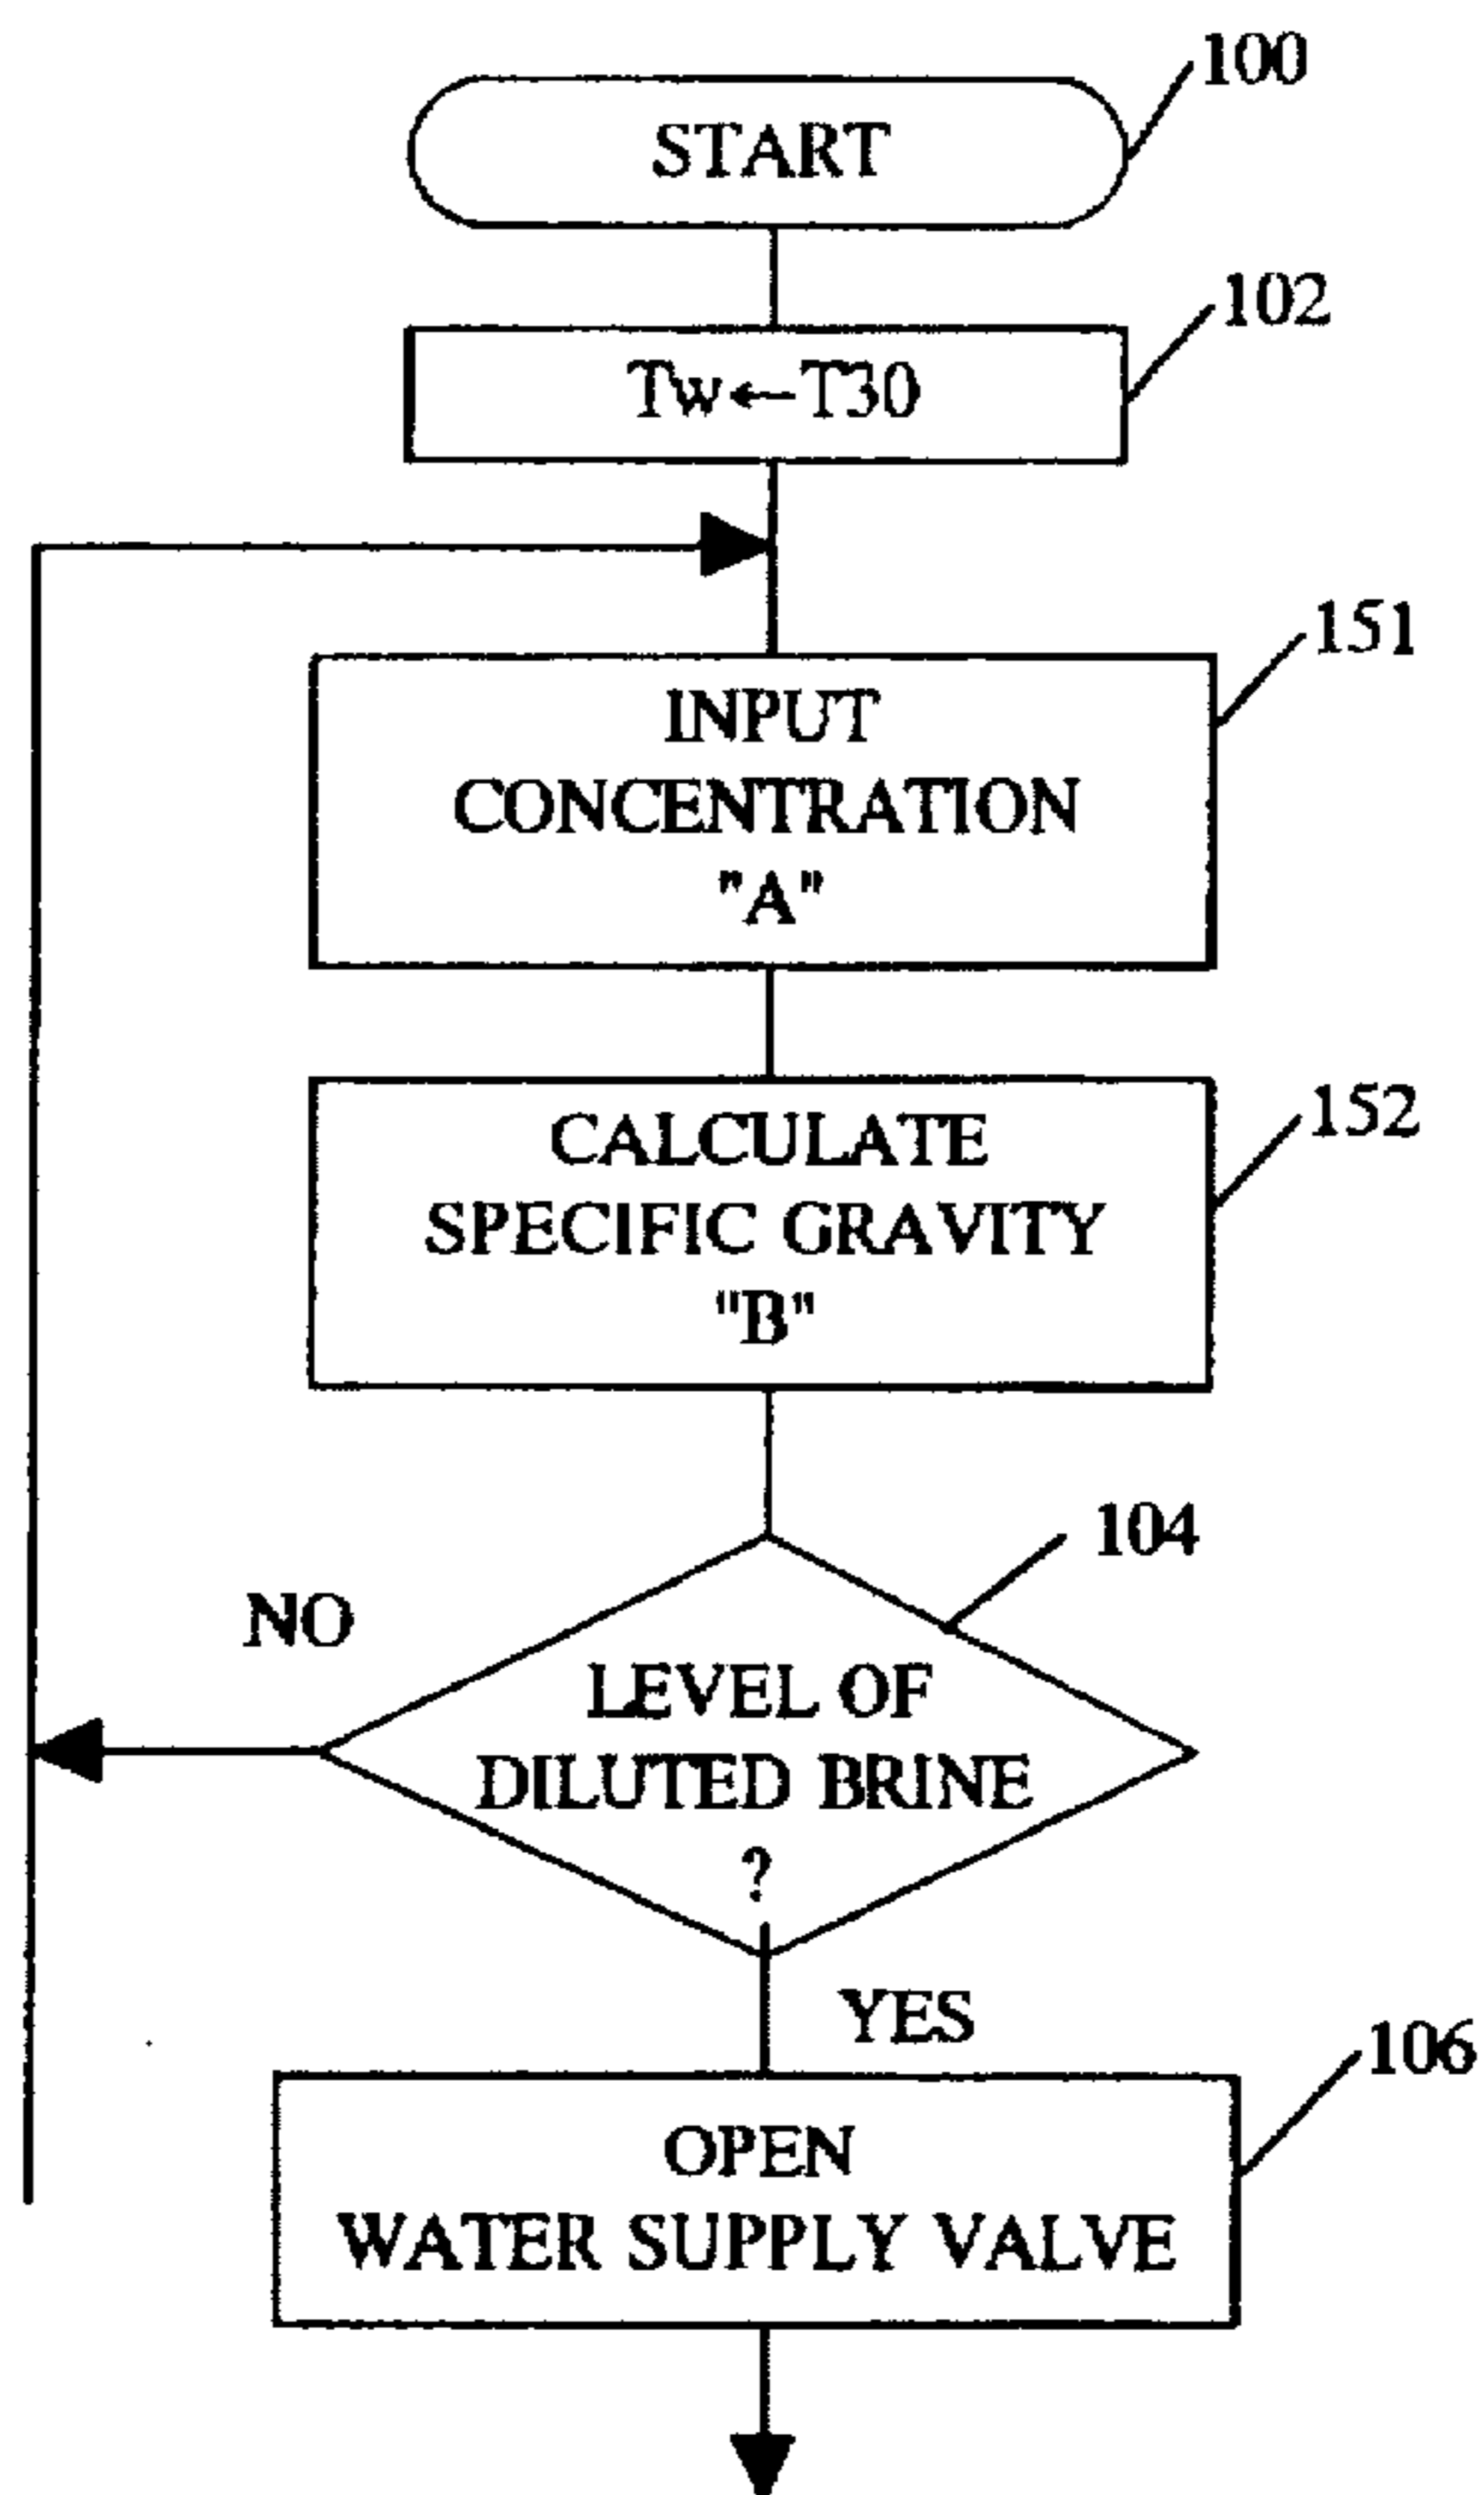 100
START
102
Tw←T30
151
INPUT
CONCENTRATION
"A"
152
CALCULATE
SPECIFIC GRAVITY
"B"
104
NO
LEVEL OF
DILUTED BRINE
?
YES
106
OPEN
WATER SUPPLY VALVE